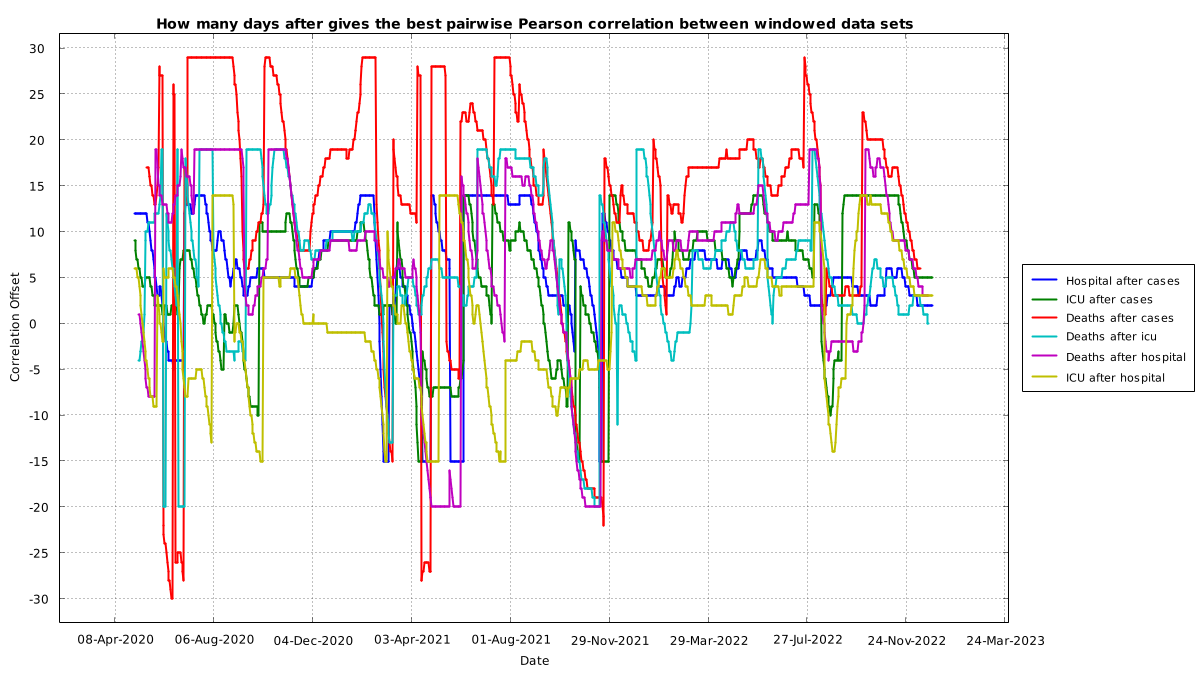 How many days after gives the best pairwise Pearson correlation between windowed data sets
30
25
20
15
10
5
0
-5
-10
-15
-20
-25
-30
Correlation Offset
08-Apr-2020
06-Aug-2020
04-Dec-2020
03-Apr-2021
01-Aug-2021
29-Nov-2021
29-Mar-2022
27-Jul-2022
24-Nov-2022
24-Mar-2023
Date
Hospital after cases
ICU after cases
Deaths after cases
Deaths after icu
Deaths after hospital
ICU after hospital